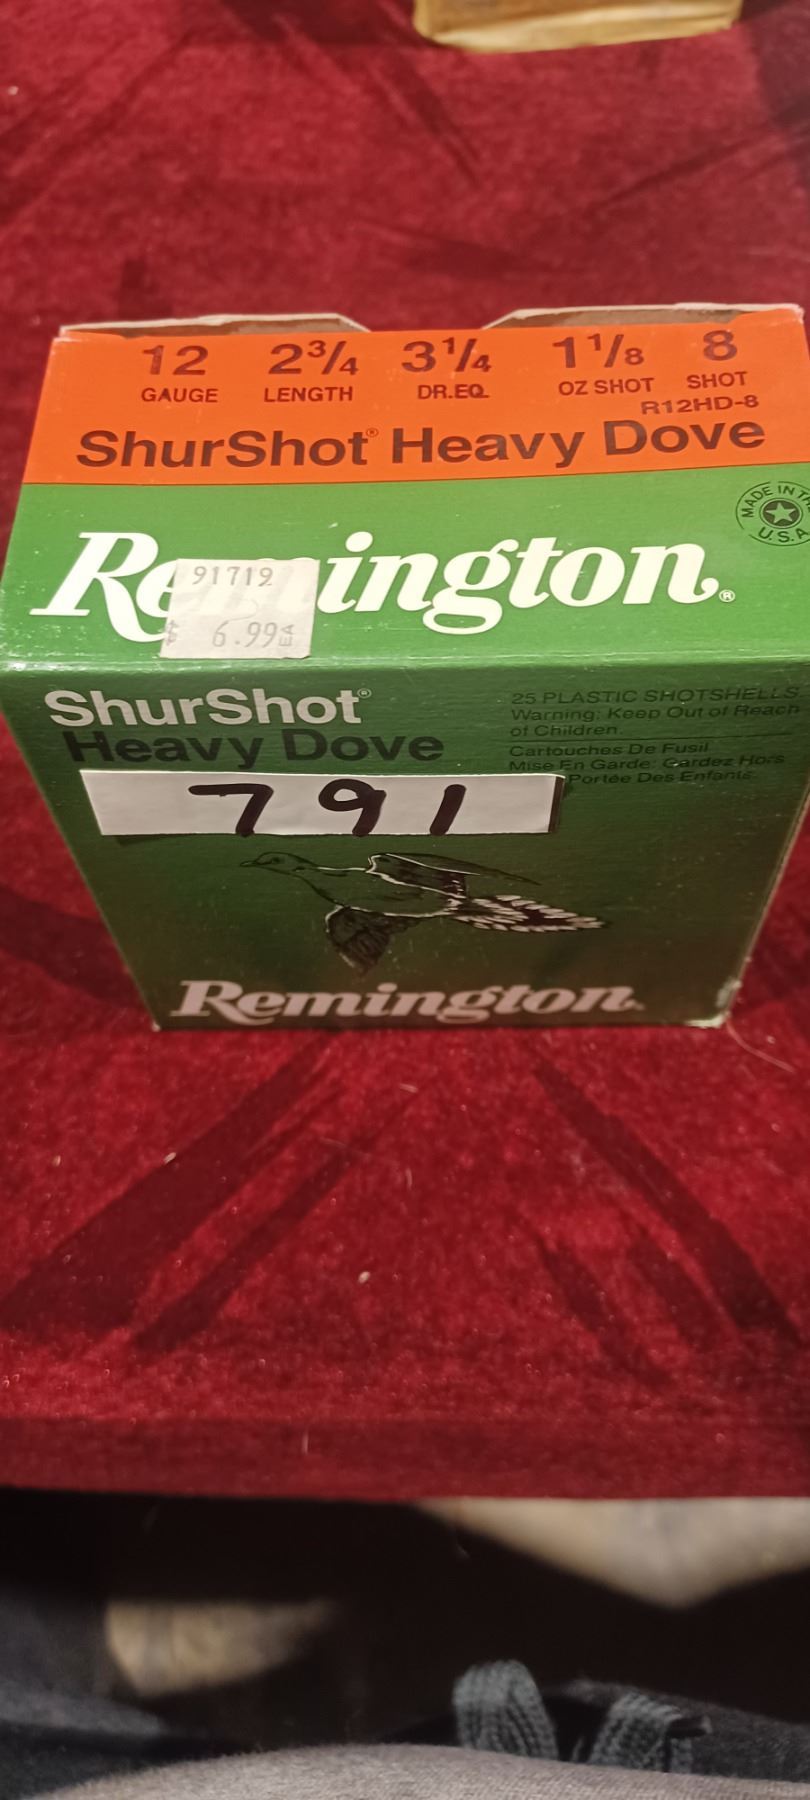 12 2¾ 3¼ 1⅛ 8
GAUGE LENGTH DR.EQ. OZ SHOT SHOT
R12HD-8
ShurShot® Heavy Dove
MADE IN
U.S.A.
Remington®
91719
$ 6.99 EA
ShurShot®
Heavy Dove
25 PLASTIC SHOTSHELLS
Warning: Keep Out of Reach
of Children.
Cartouches De Fusil
Mise En Garde: Gardez Hors
Portée Des Enfants.
791
Remington